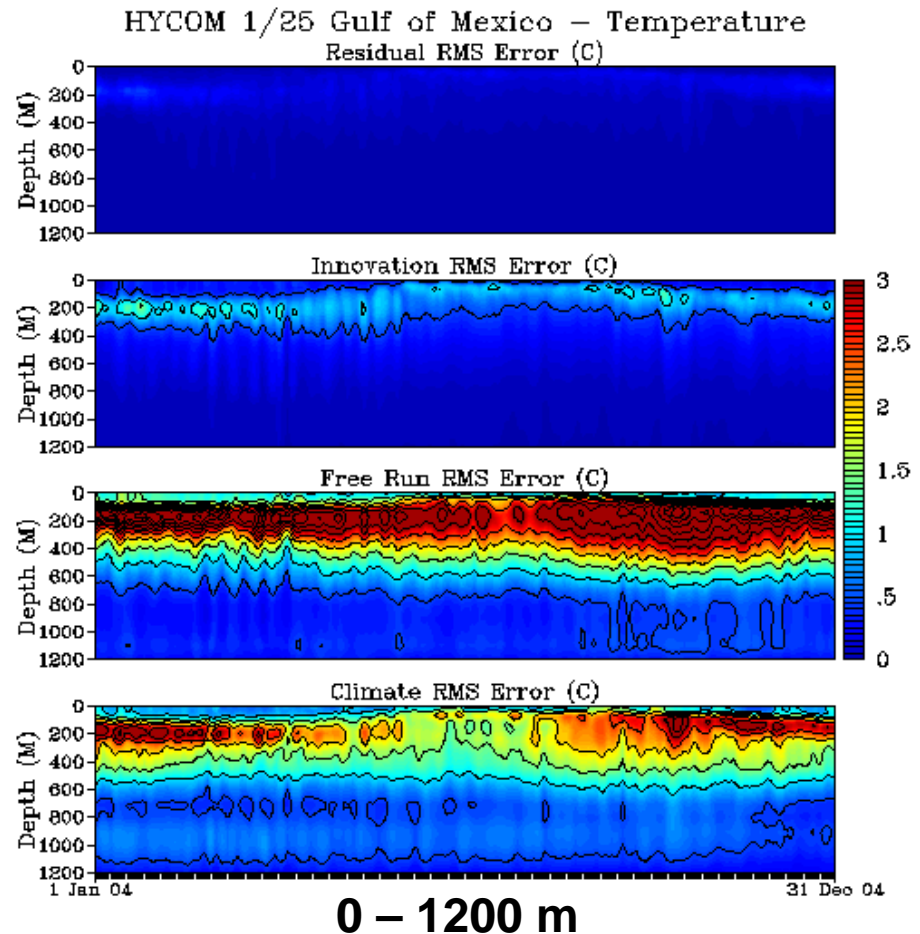 HYCOM 1/25 Gulf of Mexico – Temperature
Residual RMS Error (C)
Depth (M)
0
200
400
600
800
1000
1200
Innovation RMS Error (C)
Depth (M)
0
200
400
600
800
1000
1200
3
2.5
2
1.5
1
.5
0
Free Run RMS Error (C)
Depth (M)
0
200
400
600
800
1000
1200
Climate RMS Error (C)
Depth (M)
0
200
400
600
800
1000
1200
1 Jan 04
31 Dec 04
0 – 1200 m